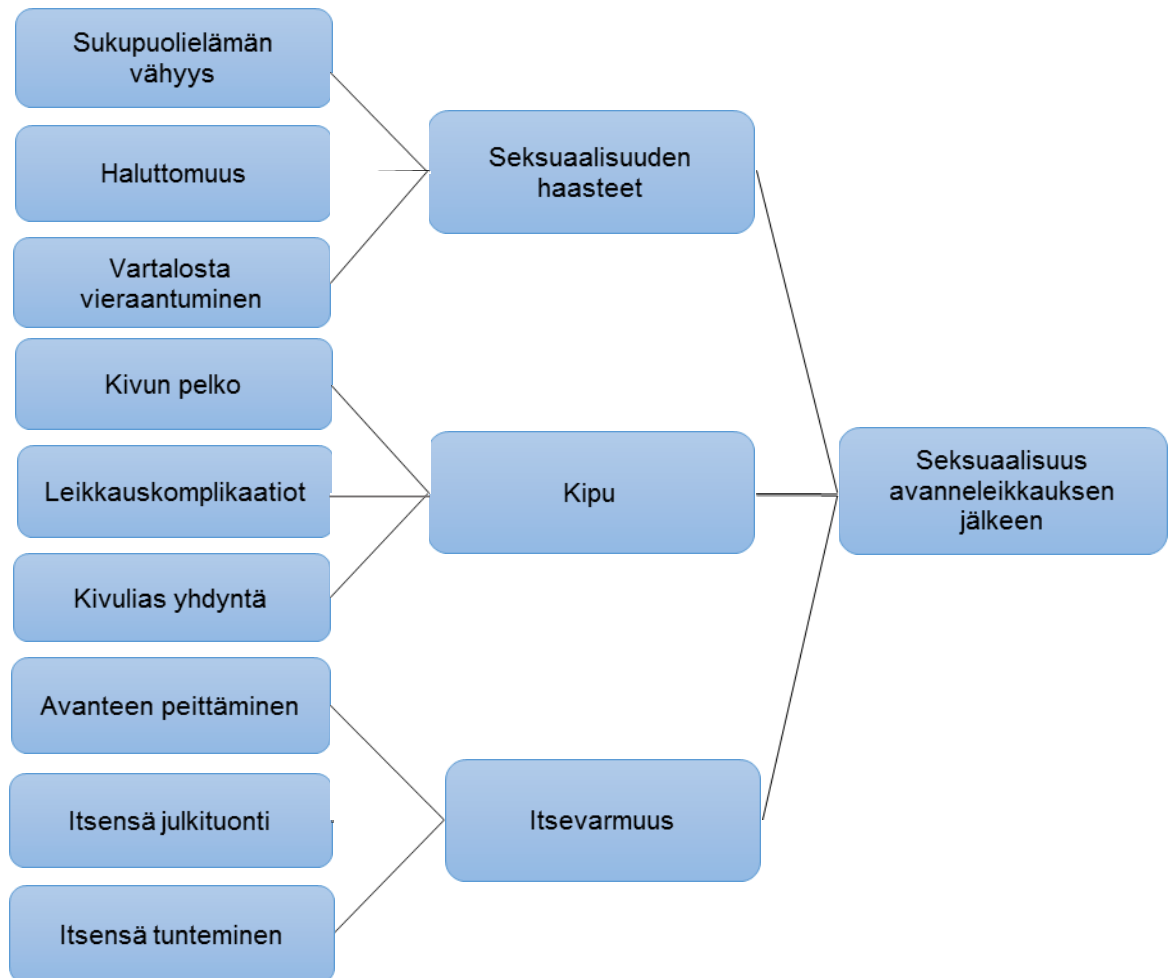 Sukupuolielämän
vähyys
Haluttomuus
Vartalosta
vieraantuminen
Seksuaalisuuden
haasteet
Kivun pelko
Leikkauskomplikaatiot
Kivulias yhdyntä
Kipu
Avanteen peittäminen
Itsensä julkituonti
Itsensä tunteminen
Itsevarmuus
Seksuaalisuus
avanneleikkauksen
jälkeen